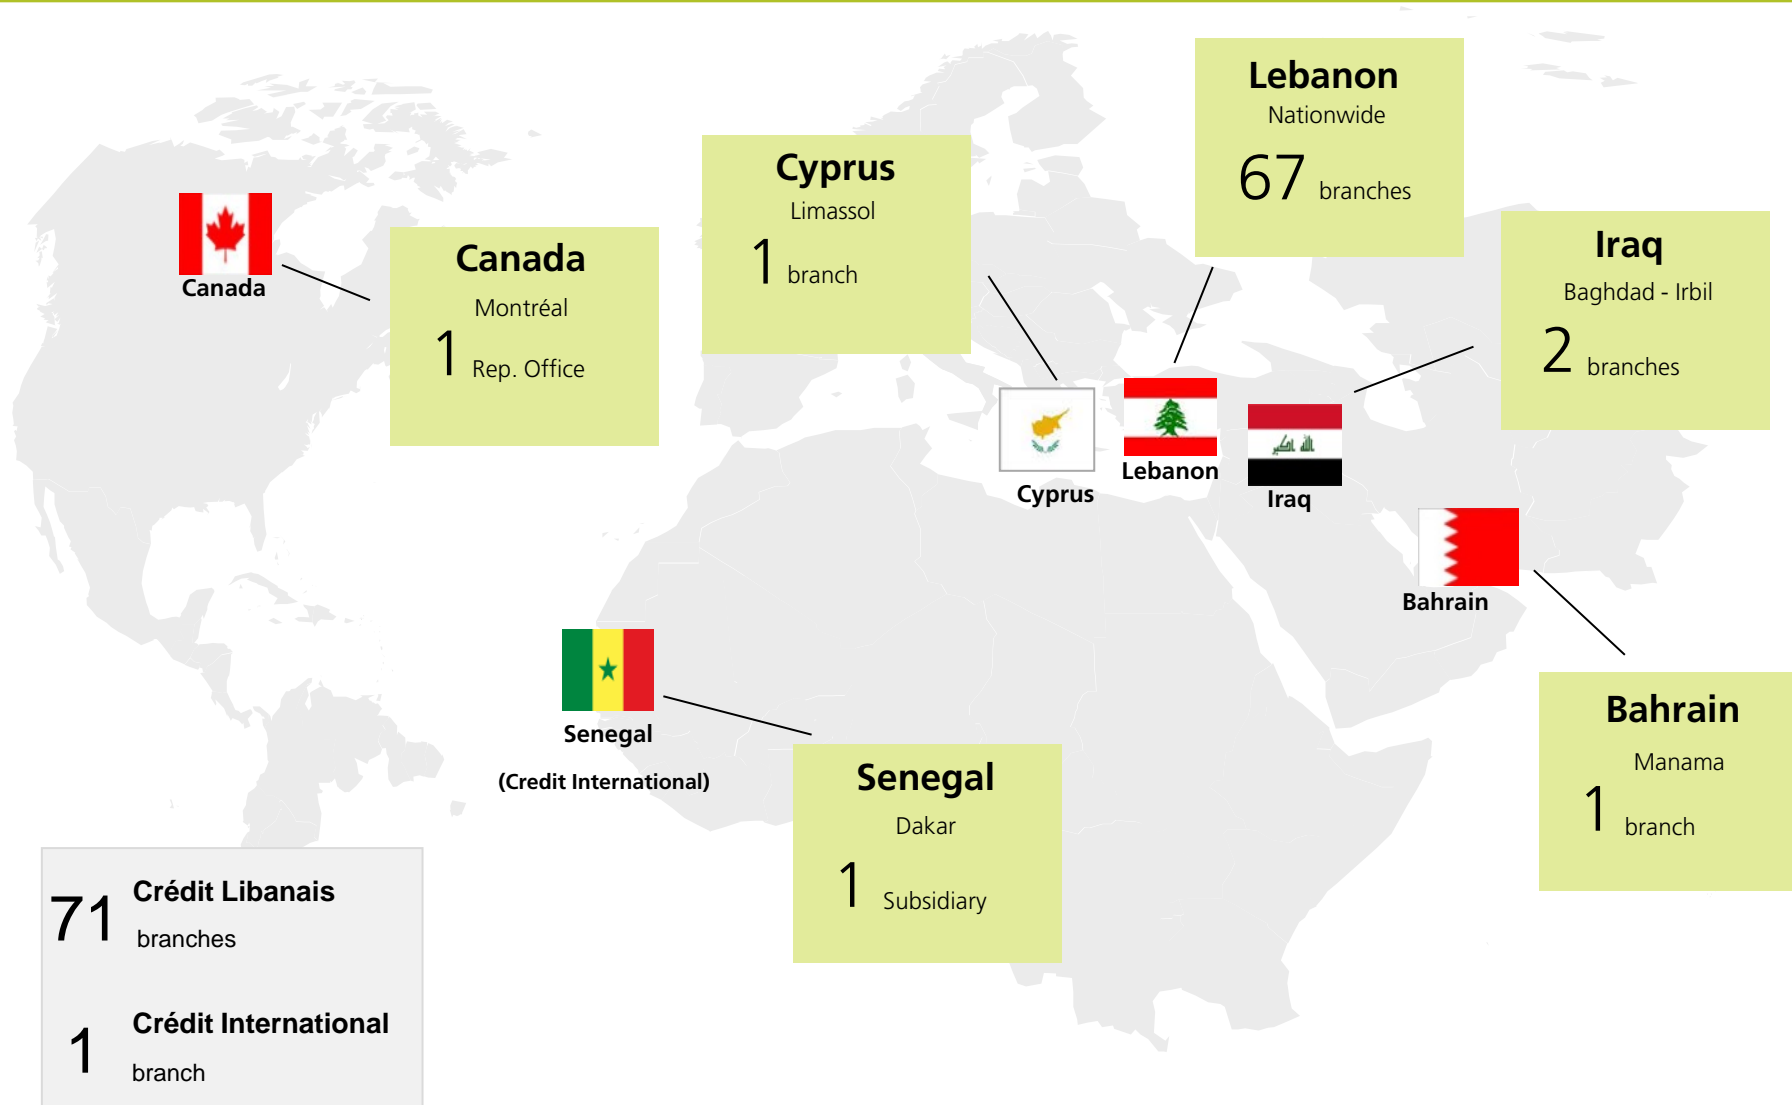 Lebanon
Nationwide
67 branches
Cyprus
Limassol
1 branch
Iraq
Baghdad - Irbil
2 branches
Canada
Canada
Montréal
1 Rep. Office
Cyprus
Lebanon
الله اكبر
Iraq
Bahrain
Bahrain
Manama
1 branch
Senegal
(Credit International)
Senegal
Dakar
1 Subsidiary
71 Crédit Libanais
branches
1 Crédit International
branch